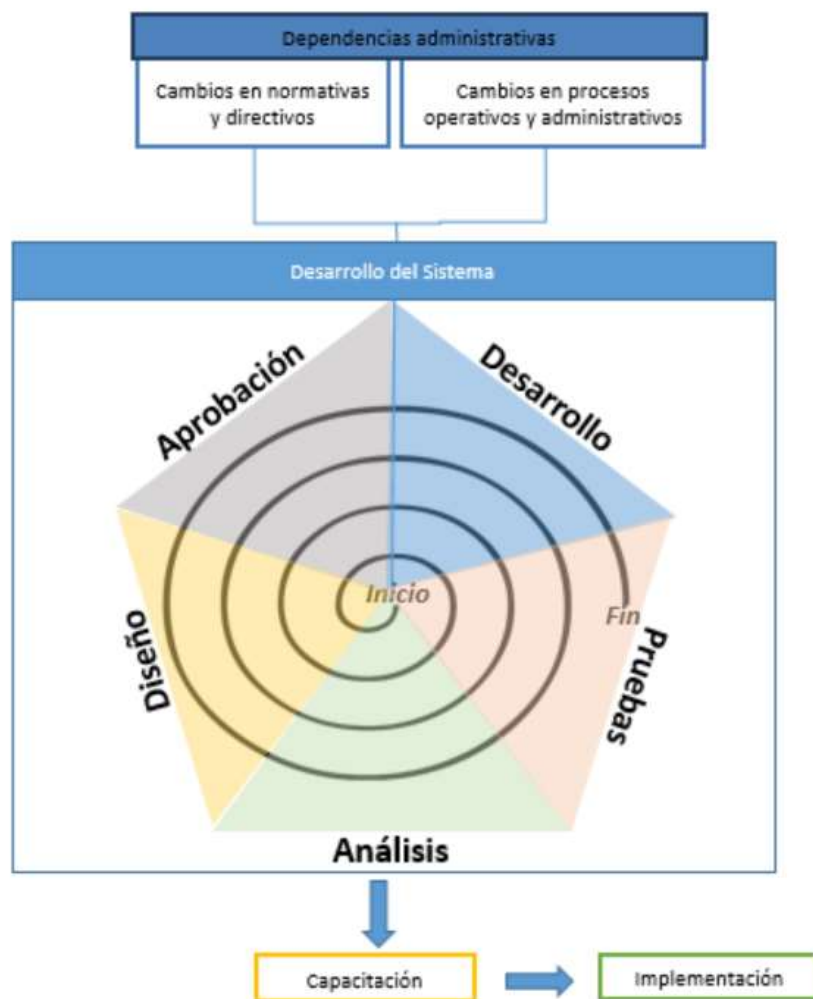 Dependencias administrativas
Cambios en normativas
y directivos
Cambios en procesos
operativos y administrativos
Desarrollo del Sistema
Aprobación
Desarrollo
Inicio
Fin
Diseño
Pruebas
Análisis
Capacitación
Implementación